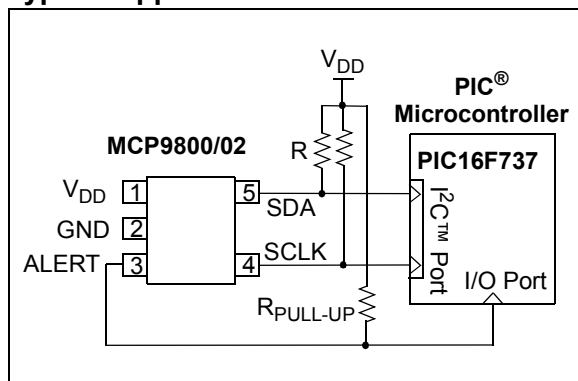 V_DD
PIC®
Microcontroller
MCP9800/02
R
PIC16F737
V_DD 1
5
SDA
GND 2
I²C™ Port
ALERT 3
4
SCLK
I/O Port
R_PULL-UP